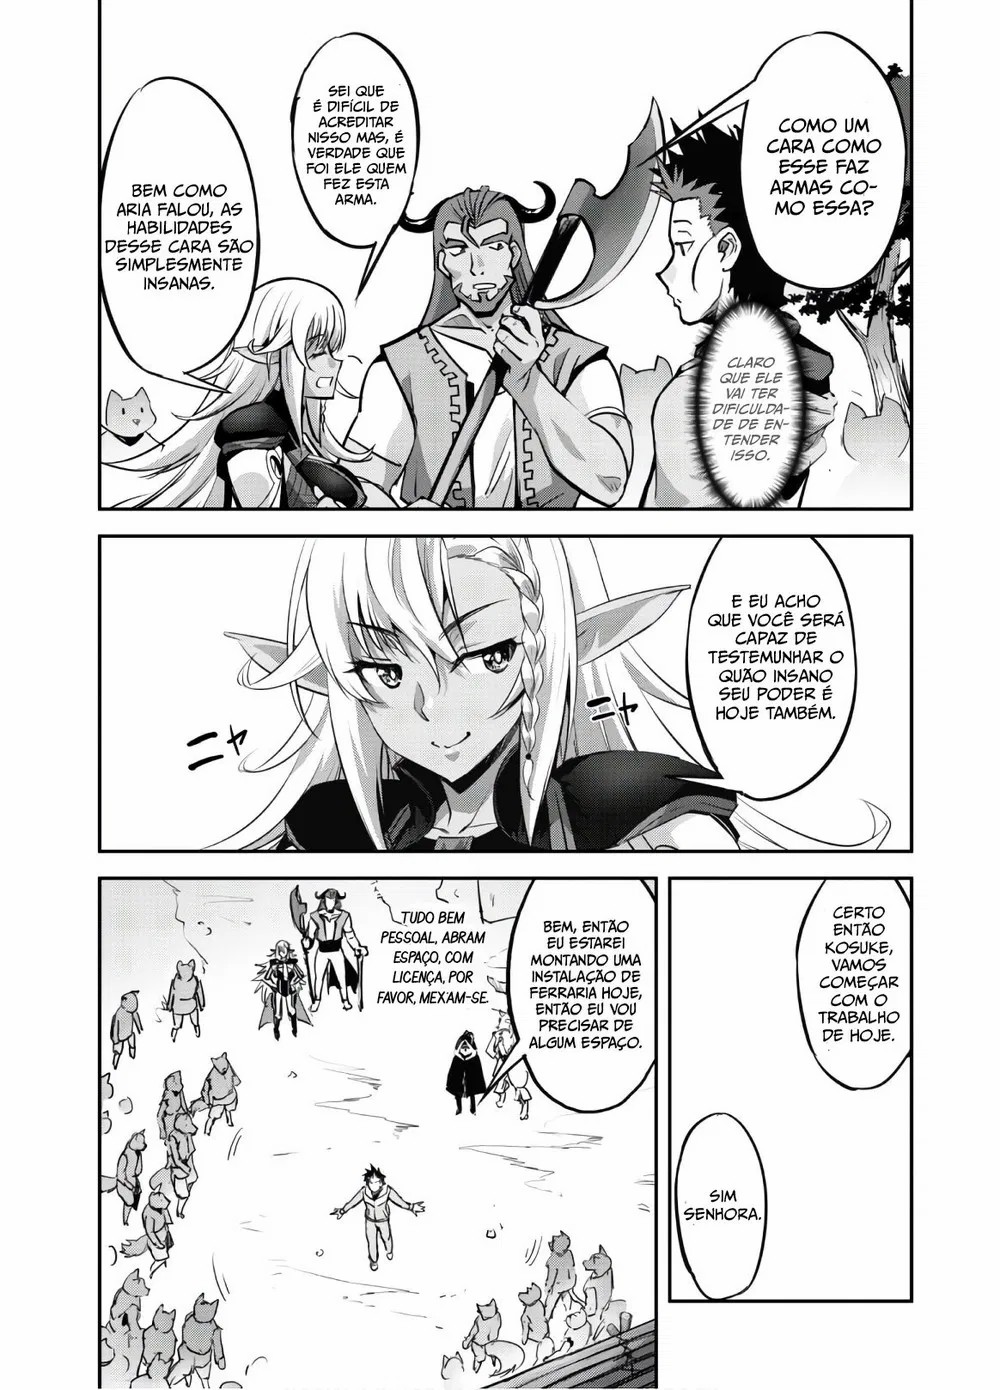 COMO UM
CARA COMO
ESSE FAZ
ARMAS CO-
MO ESSA?
SEI QUE
É DIFÍCIL DE
ACREDITAR
NISSO MAS, É
VERDADE QUE
FOI ELE QUEM
FEZ ESTA
ARMA.
BEM COMO
ARIA FALOU, AS
HABILIDADES
DESSE CARA SÃO
SIMPLESMENTE
INSANAS.
CLARO
QUE ELE
VAI TER
DIFICULDA-
DE DE EN-
TENDER
ISSO.
E EU ACHO
QUE VOCÊ SERÁ
CAPAZ DE
TESTEMUNHAR O
QUÃO INSANO
SEU PODER É
HOJE TAMBÉM.
ニヤ
ニヤ
CERTO
ENTÃO
KOSUKE,
VAMOS
COMEÇAR
COM O
TRABALHO
DE HOJE.
SIM
SENHORA.
BEM, ENTÃO
EU ESTAREI
MONTANDO UMA
INSTALAÇÃO DE
FERRARIA HOJE,
ENTÃO EU VOU
PRECISAR DE
ALGUM ESPAÇO.
TUDO BEM
PESSOAL, ABRAM
ESPAÇO, COM
LICENÇA, POR
FAVOR, MEXAM-SE.